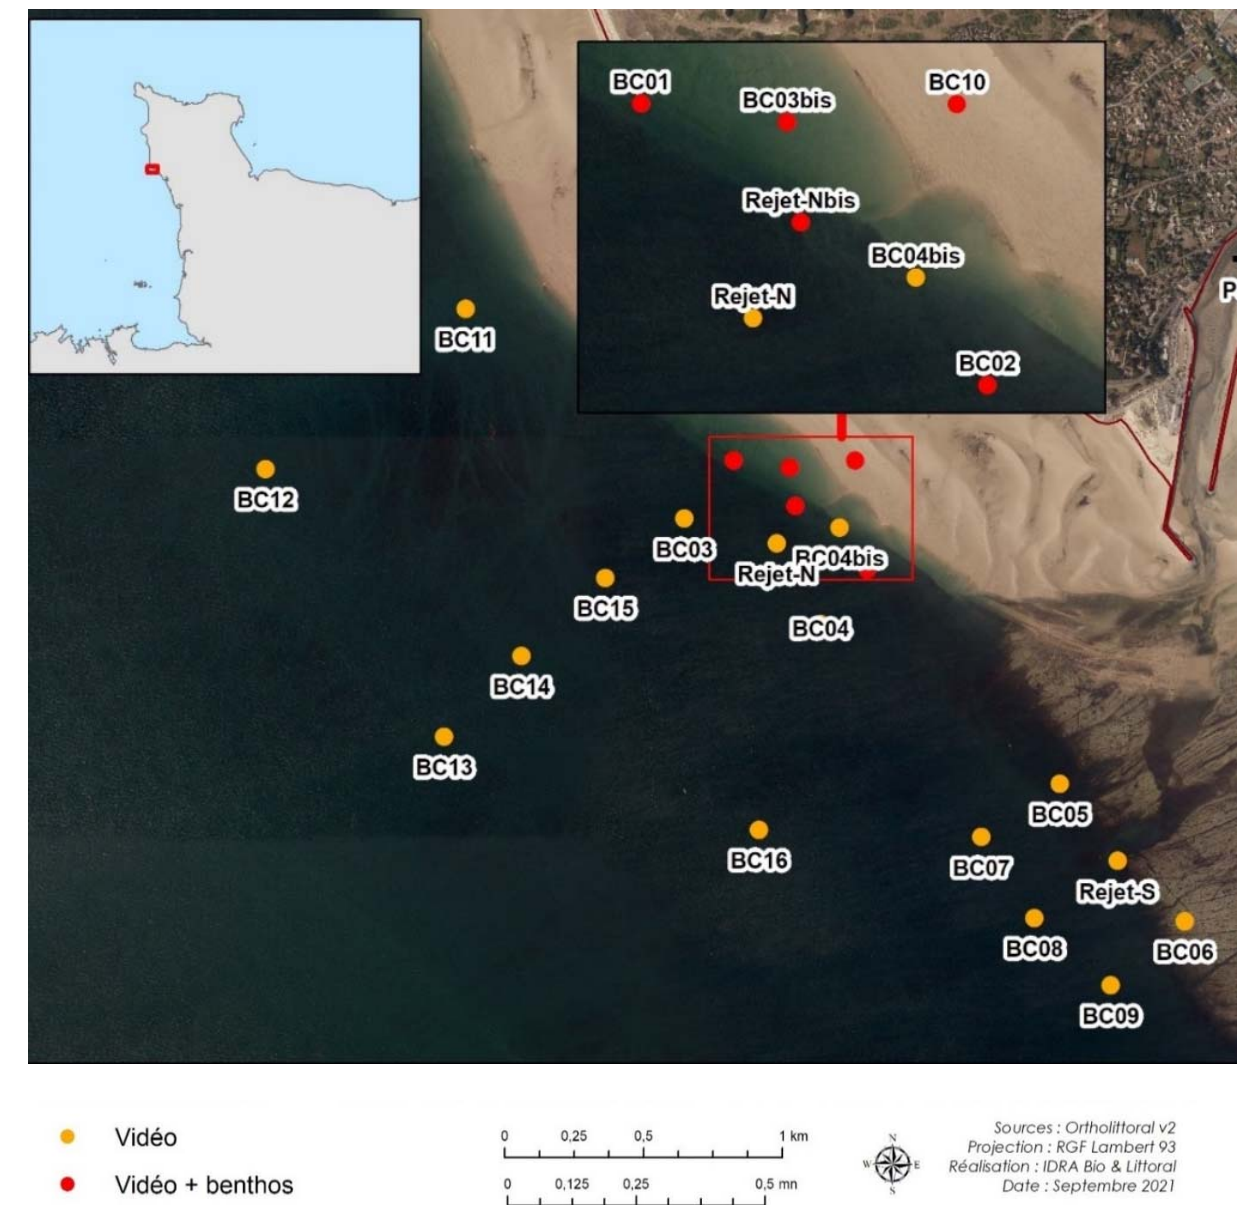 BC01
BC03bis
BC10
Rejet-Nbis
BC04bis
Rejet-N
BC02
P
BC11
BC12
BC03
BC04bis
Rejet-N
BC15
BC04
BC14
BC13
BC05
BC16
BC07
Rejet-S
BC08
BC06
BC09
Vidéo
Vidéo + benthos
0 0,25 0,5 1 km
0 0,125 0,25 0,5 mn
N
W E
S
Sources : Ortholittoral v2
Projection : RGF Lambert 93
Réalisation : IDRA Bio & Littoral
Date : Septembre 2021